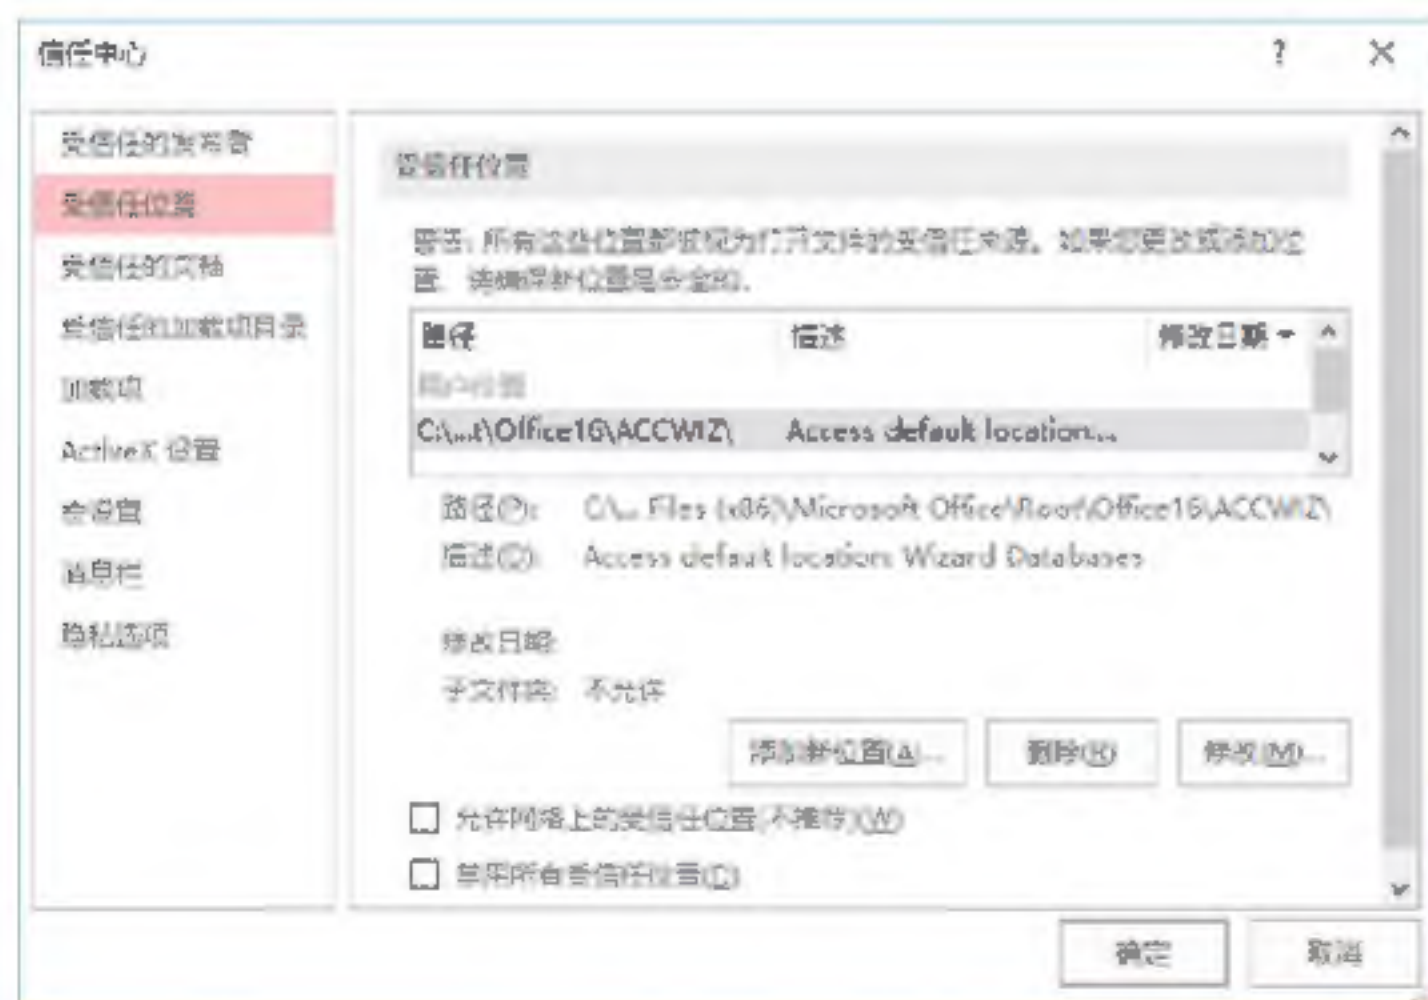 信任中心
受信任的发布者
受信任位置
受信任的文档
受信任的加载项目录
加载项
ActiveX 设置
宏设置
消息栏
隐私选项
受信任位置
警告: 所有这些位置都被视为打开文件的受信任来源。如果您更改或添加位
置，请确保新位置是安全的。
路径 描述 修改日期
用户位置
C:\...t\Office16\ACCWIZ\ Access default location:...
路径(P): C:\... Files (x86)\Microsoft Office\Root\Office16\ACCWIZ\
描述(D): Access default location: Wizard Databases
修改日期:
子文件夹: 不允许
添加新位置(A)... 删除(R) 修改(M)...
允许网络上的受信任位置(不推荐)(W)
禁用所有受信任位置(D)
确定 取消